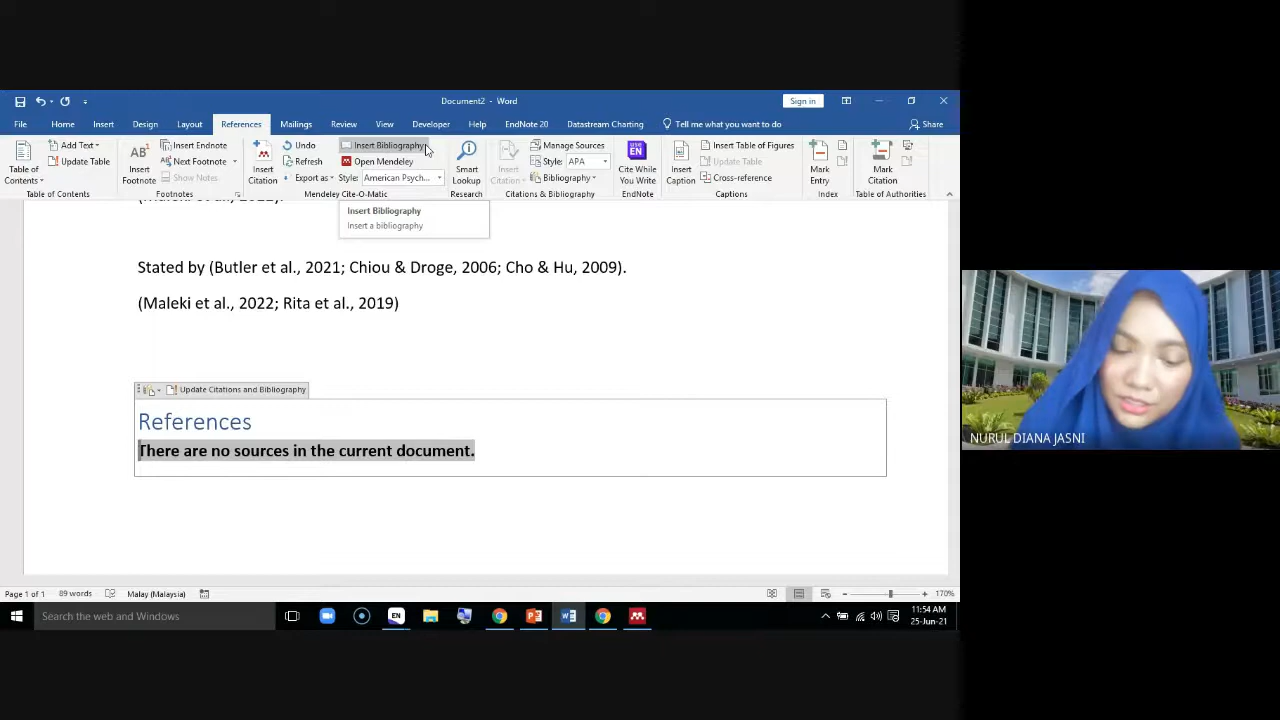 Document2 - Word
Sign in
File Home Insert Design Layout References Mailings Review View Developer Help EndNote 20 Datastream Charting Tell me what you want to do Share
Table of Contents
Add Text
Update Table
Table of Contents
AB1
Insert Footnote
Insert Endnote
Next Footnote
Show Notes
Footnotes
Insert Citation
Undo
Refresh
Export as
Insert Bibliography
Open Mendeley
Style: American Psych...
Mendeley Cite-O-Matic
Smart Lookup
Research
Insert Citation
Manage Sources
Style: APA
Bibliography
Citations & Bibliography
Cite While You Write
EndNote
Insert Caption
Insert Table of Figures
Update Table
Cross-reference
Captions
Mark Entry
Index
Mark Citation
Table of Authorities
Insert Bibliography
Insert a bibliography
Stated by (Butler et al., 2021; Chiou & Droge, 2006; Cho & Hu, 2009).
(Maleki et al., 2022; Rita et al., 2019)
Update Citations and Bibliography
References
There are no sources in the current document.
NURUL DIANA JASNI
Page 1 of 1 89 words Malay (Malaysia) 170%
Search the web and Windows
EN
11:54 AM
25-Jun-21